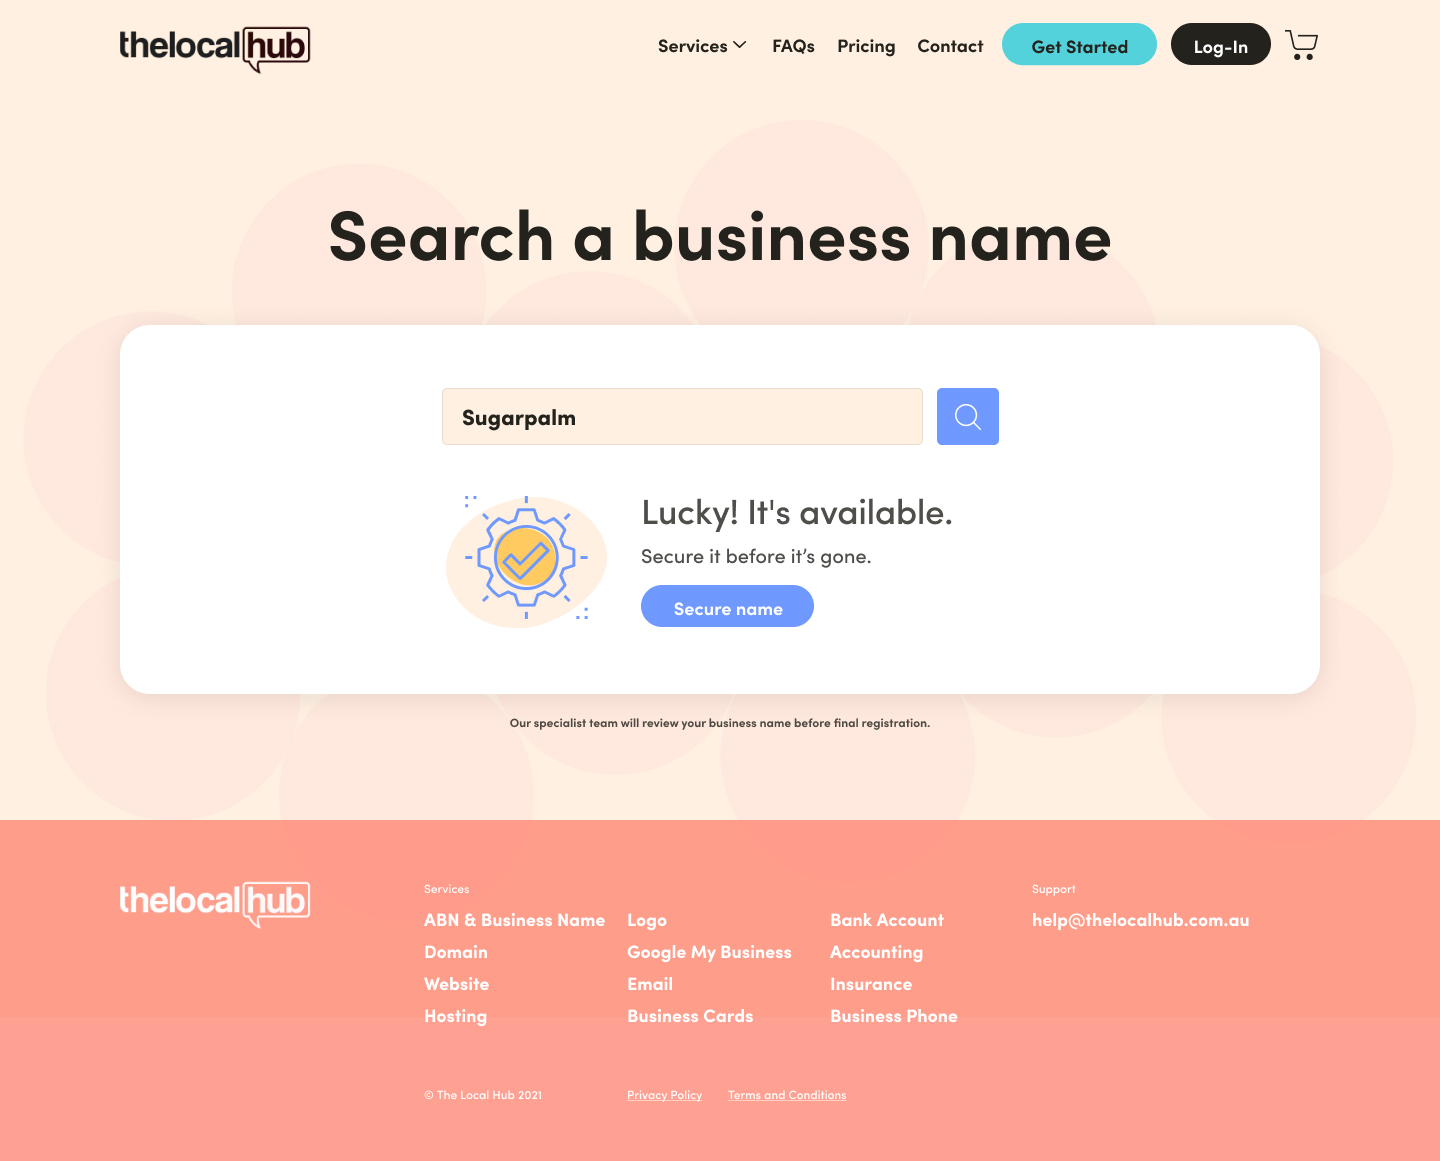 thelocalhub
Services FAQs Pricing Contact Get Started Log-In
Search a business name
Sugarpalm
Lucky! It's available.
Secure it before it’s gone.
Secure name
Our specialist team will review your business name before final registration.
thelocalhub
Services
ABN & Business Name
Domain
Website
Hosting
Logo
Google My Business
Email
Business Cards
Bank Account
Accounting
Insurance
Business Phone
Support
help@thelocalhub.com.au
© The Local Hub 2021 Privacy Policy Terms and Conditions